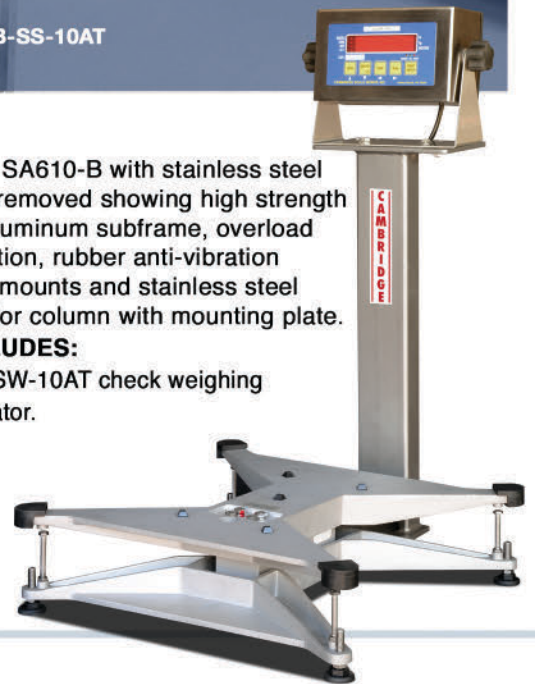 B-SS-10AT
SA610-B with stainless steel
removed showing high strength
uminum subframe, overload
tion, rubber anti-vibration
mounts and stainless steel
or column with mounting plate.
UDES:
SW-10AT check weighing
ator.
CAMBRIDGE